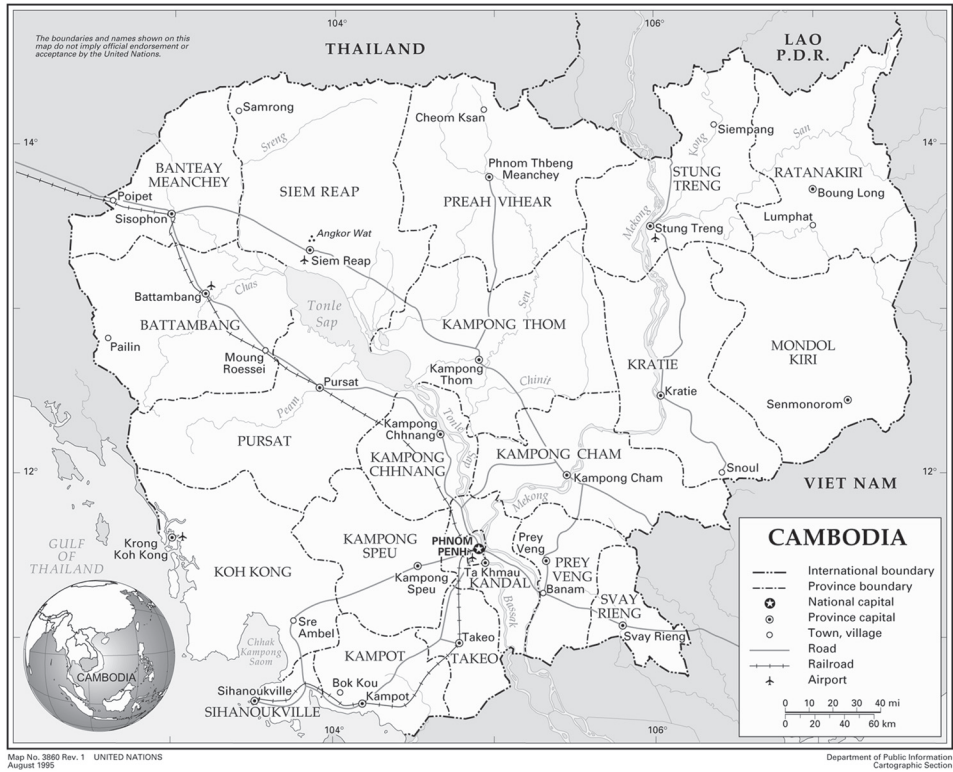 104°
106°
The boundaries and names shown on this
map do not imply official endorsement or
acceptance by the United Nations.
THAILAND
LAO
P.D.R.
Samrong
Cheom Ksan
Siempang
14°
14°
Sreng
Kong
San
BANTEAY
MEANCHEY
SIEM REAP
Phnom Thbeng
Meanchey
PREAH VIHEAR
STUNG
TRENG
RATANAKIRI
Boung Long
Poipet
Sisophon
Lumphat
Mekong
Stung Treng
Angkor Wat
Siem Reap
Battambang
Chas
Tonle
Sap
Sen
BATTAMBANG
KAMPONG THOM
Pailin
Moung
Roessei
MONDOL
KIRI
Kampong
Thom
KRATIE
Pursat
Chinit
Kratie
Peam
Senmonorom
Kampong
Chhnang
Tonle
Sap
PURSAT
KAMPONG
CHHNANG
KAMPONG CHAM
12°
12°
Snoul
Kampong Cham
VIET NAM
Mekong
GULF
OF
THAILAND
Krong
Koh Kong
KAMPONG
SPEU
PHNOM
PENH
Prey
Veng
KOH KONG
Kampong
Speu
Ta Khmau
KANDAL
PREY
VENG
Banam
SVAY
RIENG
Bassak
Sre
Ambel
Svay Rieng
Chhak
Kampong
Saom
Takeo
KAMPOT
TAKEO
Bok Kou
Sihanoukville
Kampot
SIHANOUKVILLE
CAMBODIA
CAMBODIA
International boundary
Province boundary
National capital
Province capital
Town, village
Road
Railroad
Airport
0 10 20 30 40 mi
0 20 40 60 km
104°
106°
Map No. 3860 Rev. 1 UNITED NATIONS
August 1995
Department of Public Information
Cartographic Section